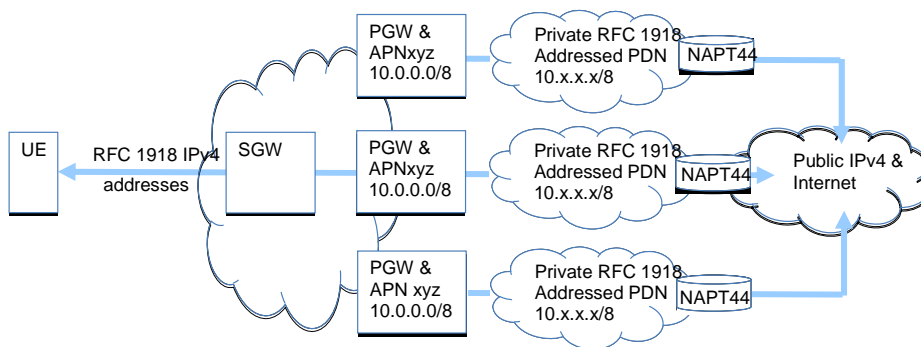 UE
RFC 1918 IPv4
addresses
SGW
PGW &
APNxyz
10.0.0.0/8
Private RFC 1918
Addressed PDN
10.x.x.x/8
NAPT44
PGW &
APNxyz
10.0.0.0/8
Private RFC 1918
Addressed PDN
10.x.x.x/8
NAPT44
PGW &
APN xyz
10.0.0.0/8
Private RFC 1918
Addressed PDN
10.x.x.x/8
NAPT44
Public IPv4 &
Internet